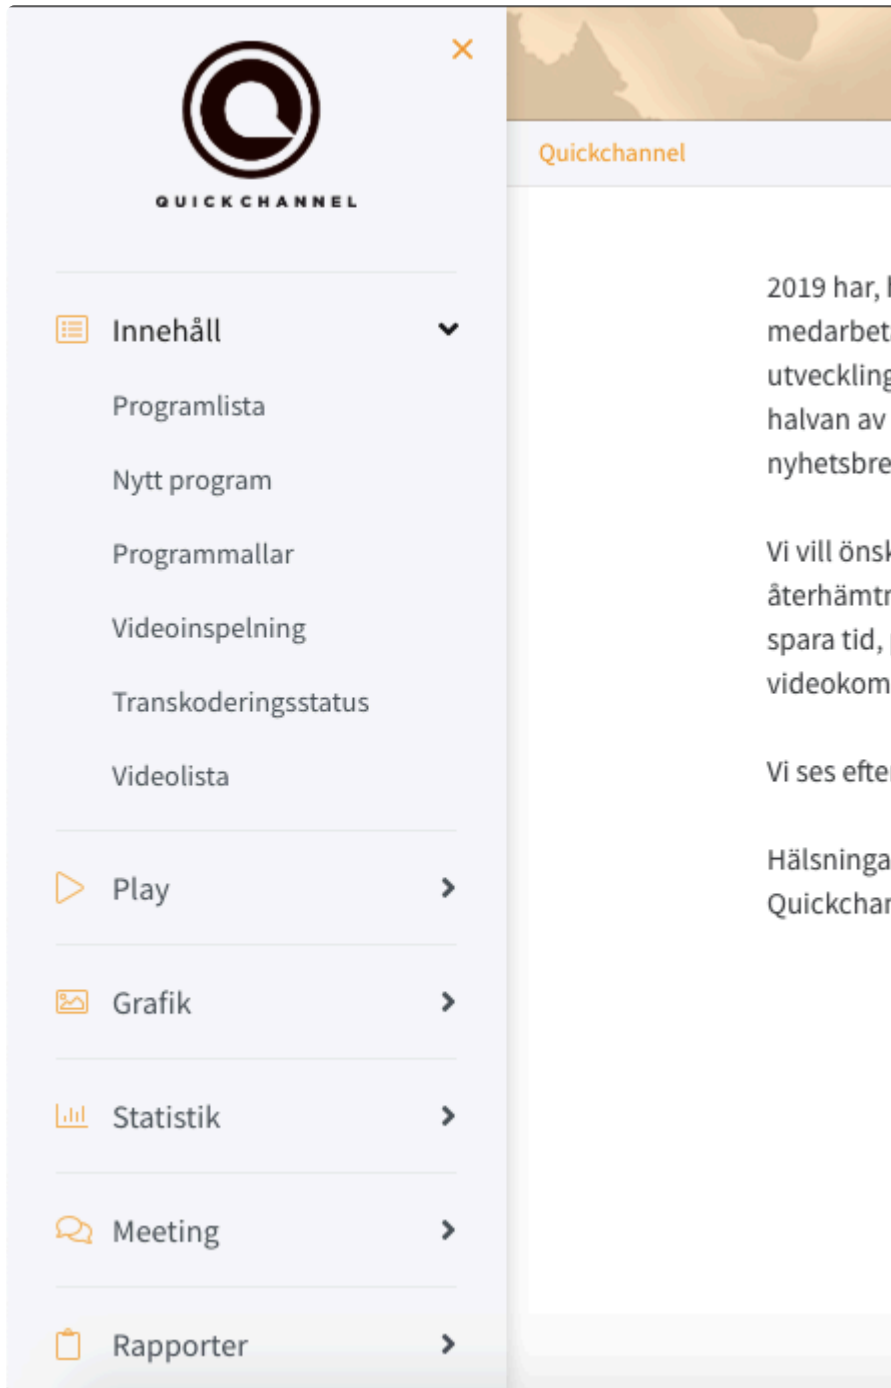 QUICKCHANNEL
Innehåll
Programlista
Nytt program
Programmallar
Videoinspelning
Transkoderingsstatus
Videolista
Play
Grafik
Statistik
Meeting
Rapporter
Quickchannel
2019 har,
medarbet
utveckling
halvan av
nyhetsbre
Vi vill öns
återhämt
spara tid,
videokom
Vi ses efte
Hälsninga
Quickchan